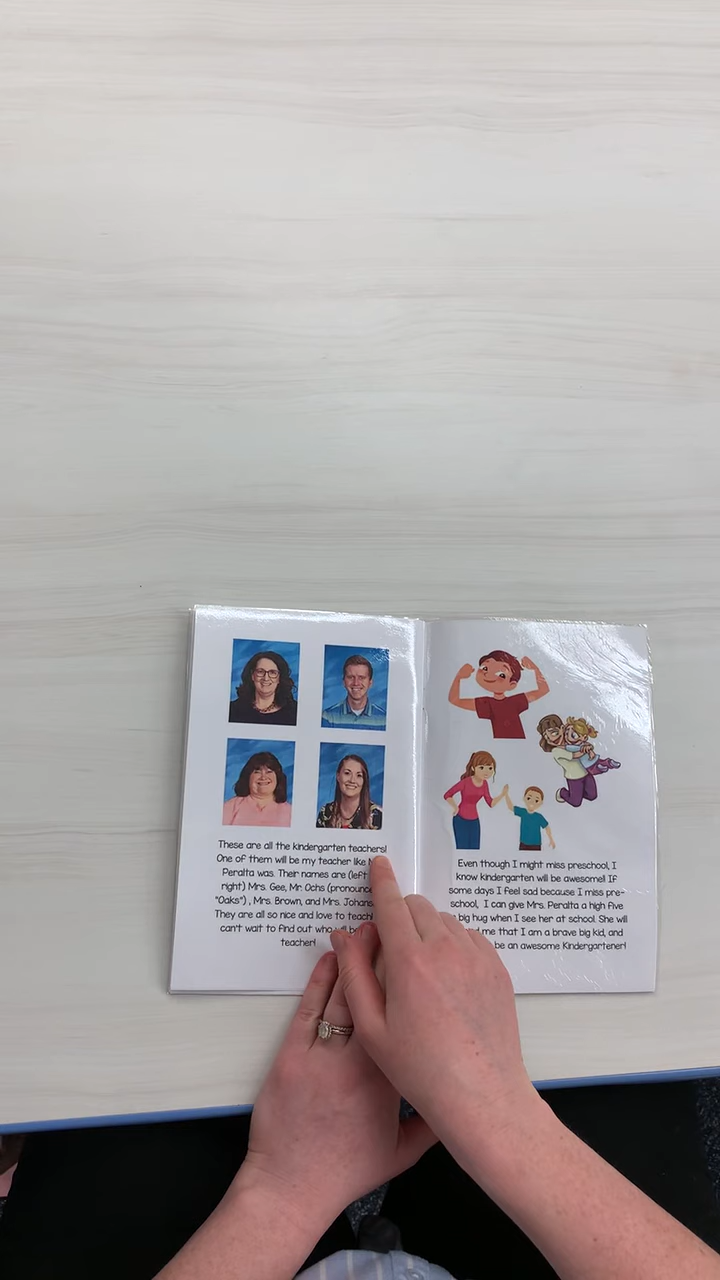 These are all the kindergarten teachers!
One of them will be my teacher like
Peralta was. Their names are (left
right) Mrs. Gee, Mr. Ochs (pronounce
"Oaks") , Mrs. Brown, and Mrs. Johans
They are all so nice and love to teach!
can't wait to find out who will be
teacher!
Even though I might miss preschool, I
know kindergarten will be awesome! If
some days I feel sad because I miss pre-
school, I can give Mrs. Peralta a high five
big hug when I see her at school. She will
me that I am a brave big kid, and
be an awesome Kindergartener!